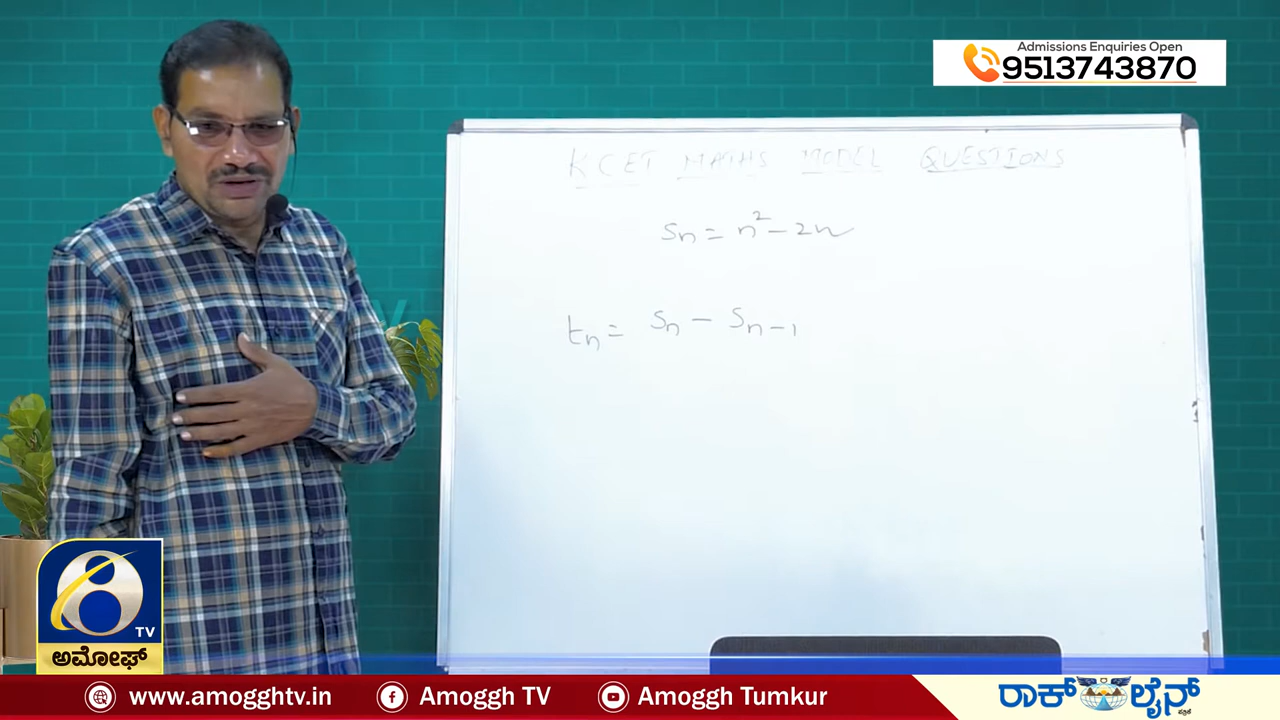 Admissions Enquiries Open
9513743870
KCET MATHS MODEL QUESTIONS
Sn = n² - 2n
tn = Sn - Sn-1
TV
ಅಮೋಘ್
www.amogghtv.in
Amoggh TV
Amoggh Tumkur
ರಾಕ್ ಲೈನ್